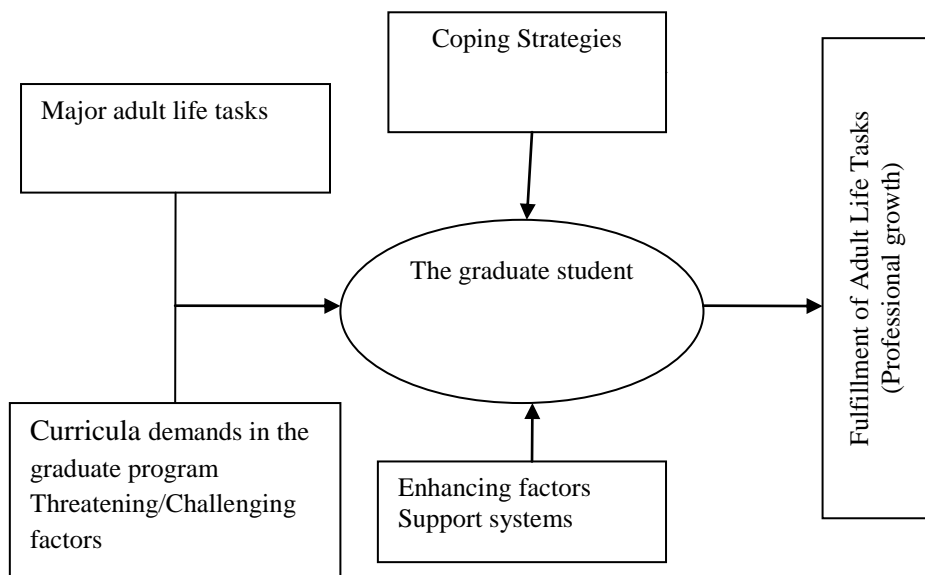 Coping Strategies
Major adult life tasks
The graduate student
Curricula demands in the
graduate program
Threatening/Challenging
factors
Enhancing factors
Support systems
Fulfillment of Adult Life Tasks
(Professional growth)